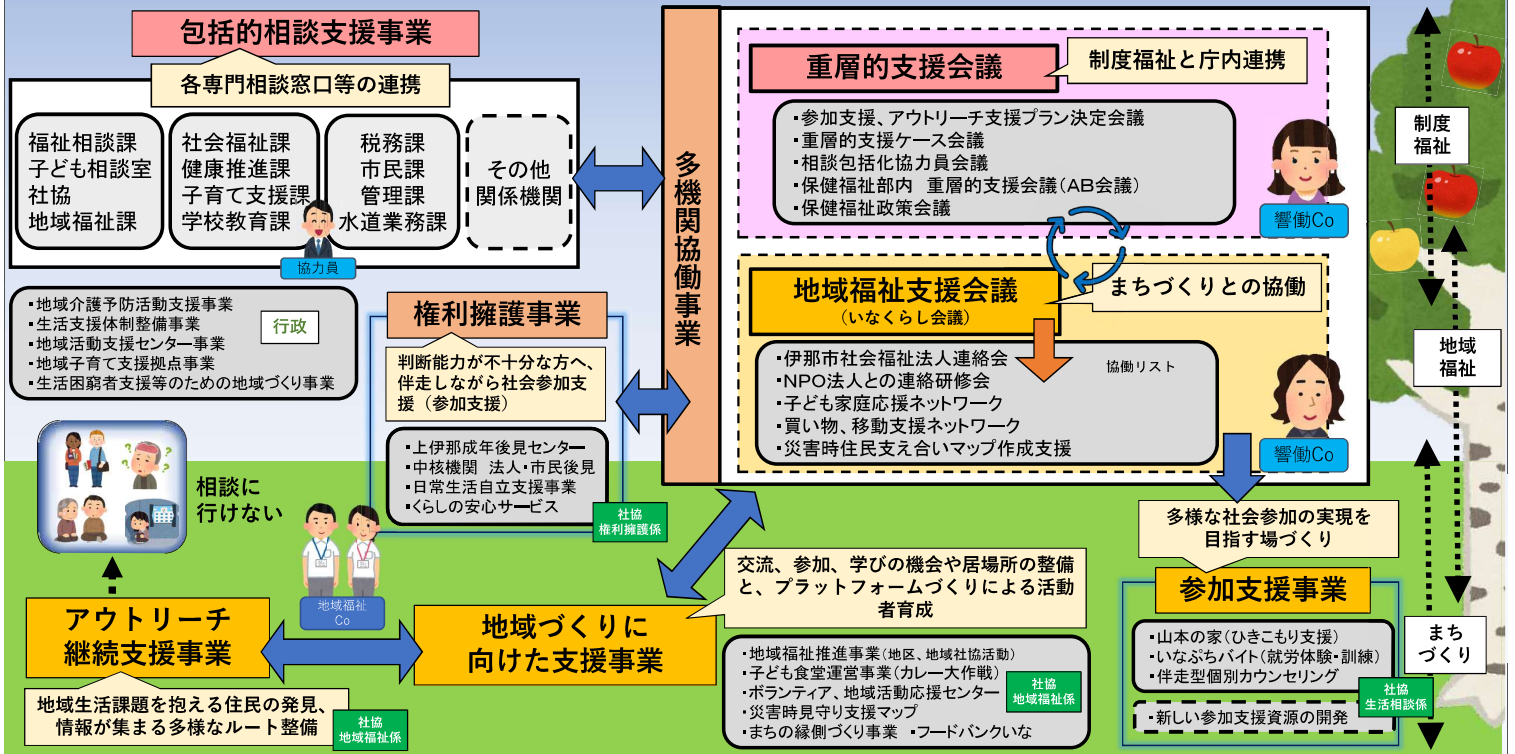 包括的相談支援事業
各専門相談窓口等の連携
福祉相談課
子ども相談室
社協
地域福祉課
社会福祉課
健康推進課
子育て支援課
学校教育課
税務課
市民課
管理課
水道業務課
その他
関係機関
協力員
・地域介護予防活動支援事業
・生活支援体制整備事業
・地域活動支援センター事業
・地域子育て支援拠点事業
・生活困窮者支援等のための地域づくり事業
行政
権利擁護事業
判断能力が不十分な方へ、
伴走しながら社会参加支
援（参加支援）
・上伊那成年後見センター
・中核機関 法人・市民後見
・日常生活自立支援事業
・くらしの安心サービス
社協
権利擁護係
多機関協働事業
重層的支援会議
制度福祉と庁内連携
・参加支援、アウトリーチ支援プラン決定会議
・重層的支援ケース会議
・相談包括化協力員会議
・保健福祉部内 重層的支援会議（AB会議）
・保健福祉政策会議
響働Co
地域福祉支援会議
（いなくらし会議）
まちづくりとの協働
・伊那市社会福祉法人連絡会
・NPO法人との連絡研修会
・子ども家庭応援ネットワーク
・買い物、移動支援ネットワーク
・災害時住民支え合いマップ作成支援
協働リスト
響働Co
制度
福祉
地域
福祉
まち
づくり
相談に
行けない
アウトリーチ
継続支援事業
地域生活課題を抱える住民の発見、
情報が集まる多様なルート整備
社協
地域福祉係
地域福祉
Co
地域づくりに
向けた支援事業
交流、参加、学びの機会や居場所の整備
と、プラットフォームづくりによる活動
者育成
・地域福祉推進事業（地区、地域社協活動）
・子ども食堂運営事業（カレー大作戦）
・ボランティア、地域活動応援センター
・災害時見守り支援マップ
・まちの縁側づくり事業 ・フードバンクいな
社協
地域福祉係
多様な社会参加の実現を
目指す場づくり
参加支援事業
・山本の家（ひきこもり支援）
・いなぷちバイト（就労体験・訓練）
・伴走型個別カウンセリング
社協
生活相談係
・新しい参加支援資源の開発